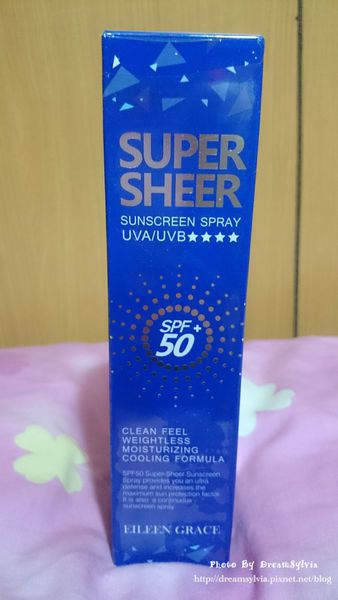 SUPER
SHEER
SUNSCREEN SPRAY
UVA/UVB★★★★
SPF +
50
CLEAN FEEL
WEIGHTLESS
MOISTURIZING
COOLING FORMULA
SPF50 Super-Sheer Sunscreen
Spray provides you an ultra
defense and increases the
maximum sun protection factor
It is also a continuous
sunscreen spray
EILEEN GRACE
Photo By DreamSylvia
http://dreamsylvia.pixnet.net/blog